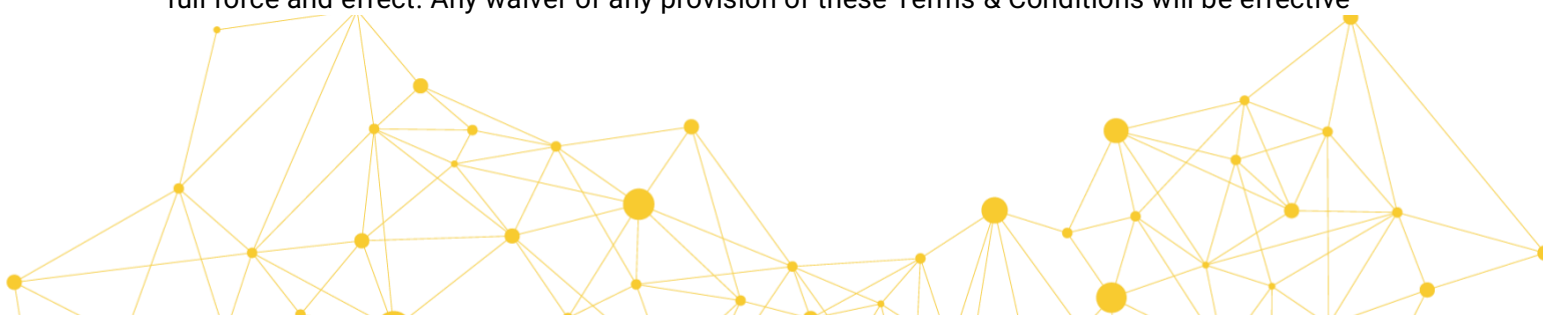 full force and effect. Any waiver of any provision of these Terms & Conditions will be effective